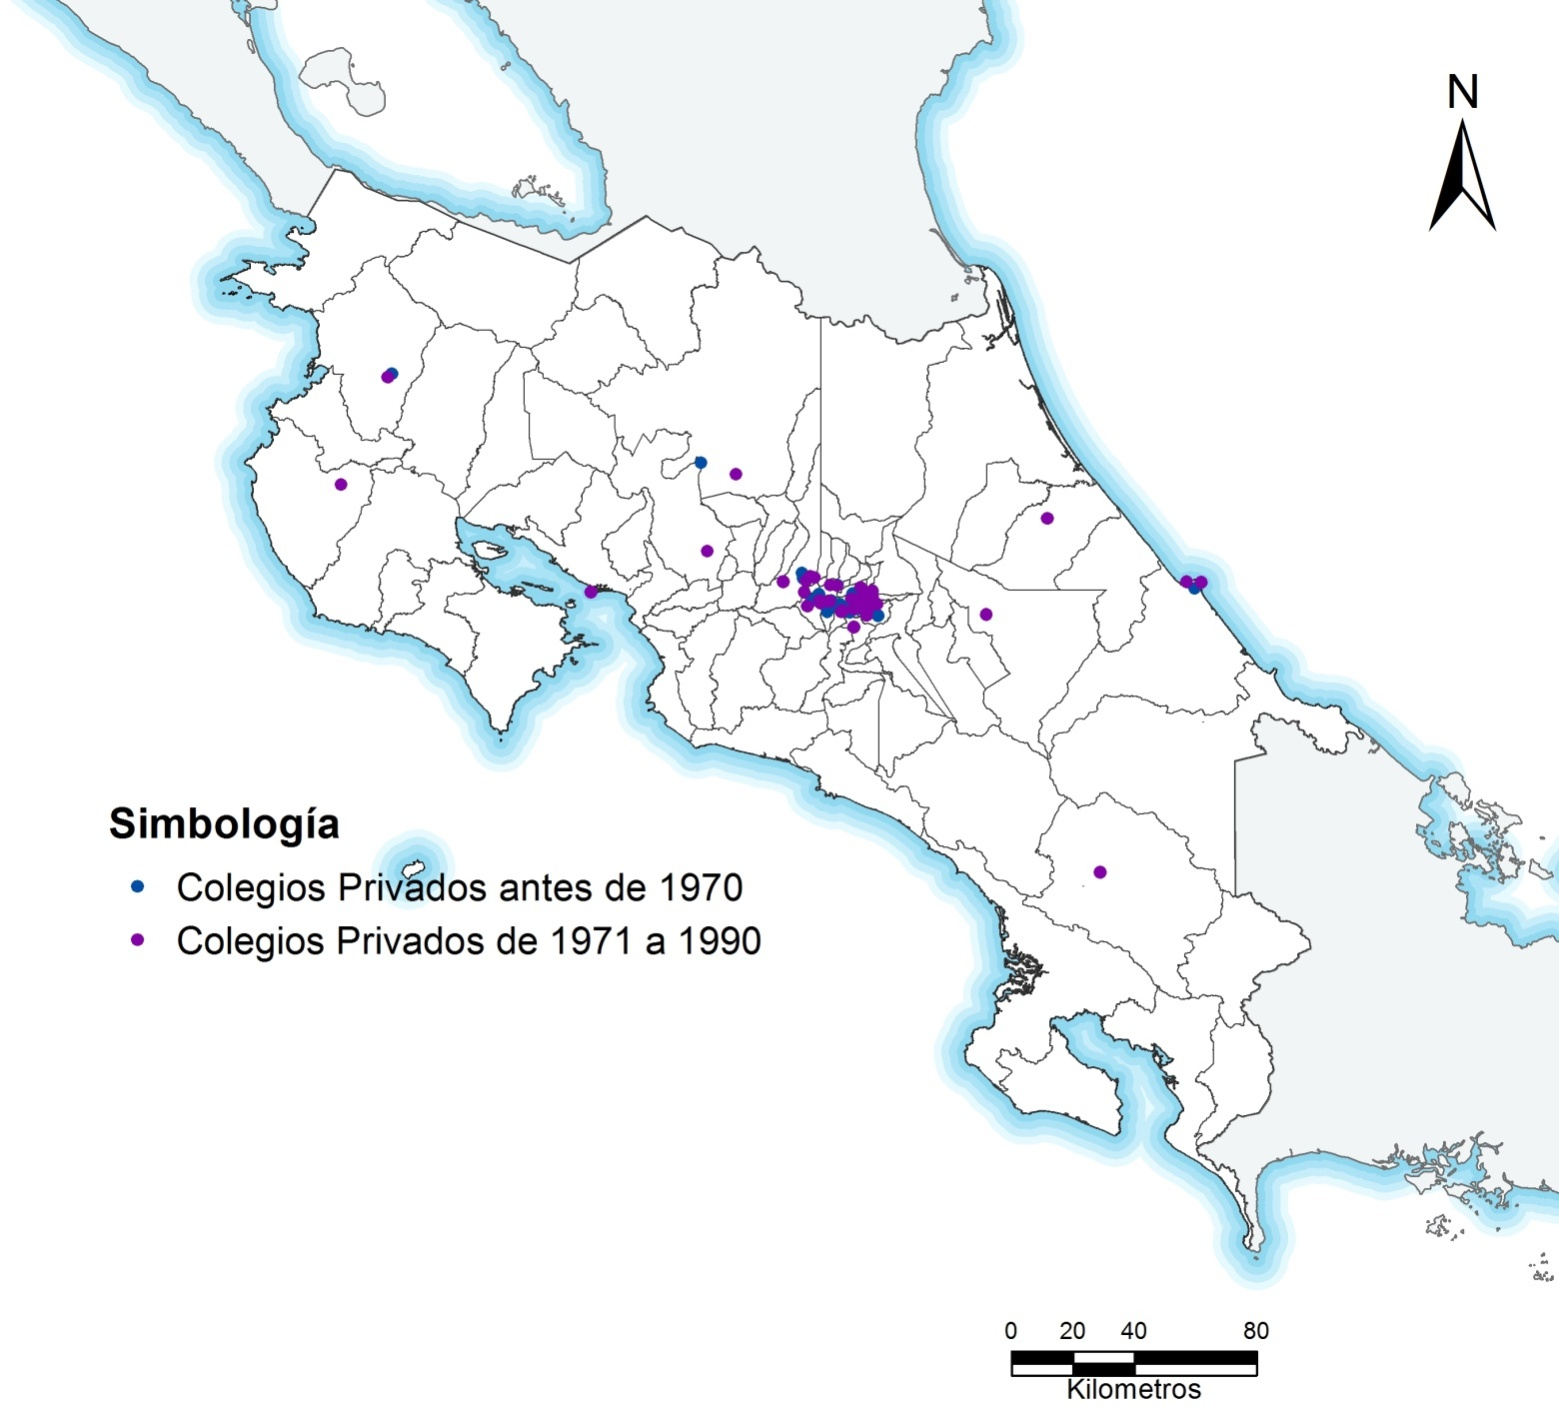 N
Simbología
Colegios Privados antes de 1970
Colegios Privados de 1971 a 1990
0 20 40 80
Kilometros